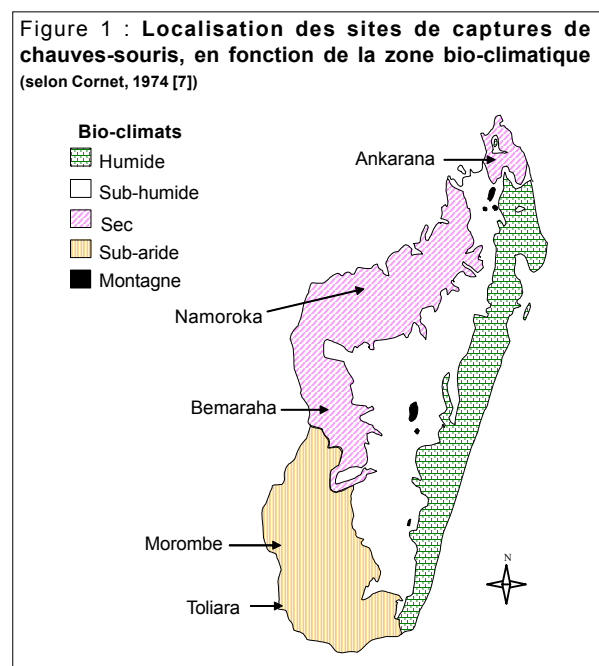 Figure 1 : Localisation des sites de captures de
chauves-souris, en fonction de la zone bio-climatique
(selon Cornet, 1974 [7])
Bio-climats
Humide
Sub-humide
Sec
Sub-aride
Montagne
Ankarana
Namoroka
Bemaraha
Morombe
Toliara
N